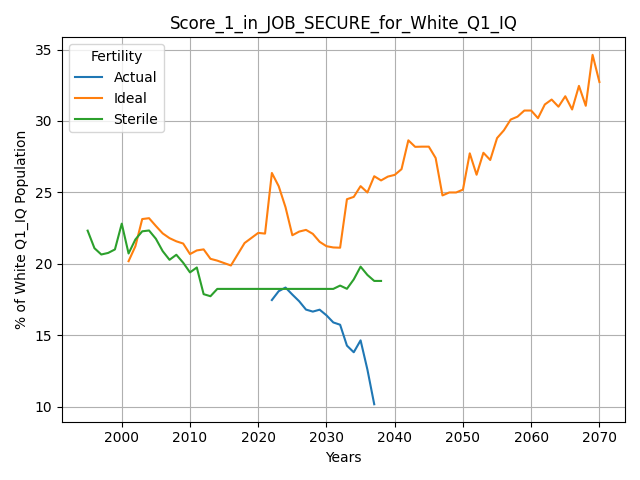 Score_1_in_JOB_SECURE_for_White_Q1_IQ
Fertility
Actual
Ideal
Sterile
% of White Q1_IQ Population
35
30
25
20
15
10
2000 2010 2020 2030 2040 2050 2060 2070
Years